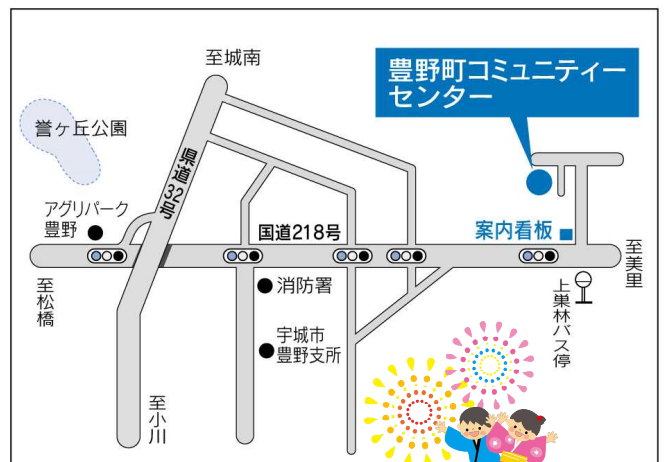 至城南
豊野町コミュニティー
センター
誉ヶ丘公園
県道32号
アグリパーク
豊野
国道218号
案内看板
至美里
至松橋
消防署
上巣林バス停
宇城市
豊野支所
至小川